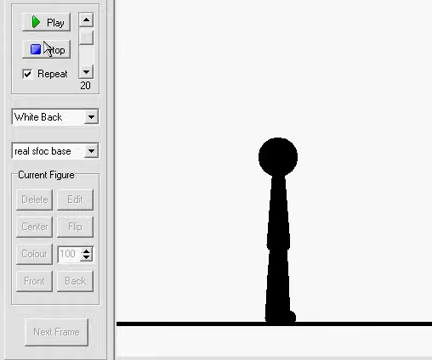 Play
Stop
Repeat
20
White Back
real sfoc base
Current Figure
Delete Edit
Center Flip
Colour 100
Front Back
Next Frame